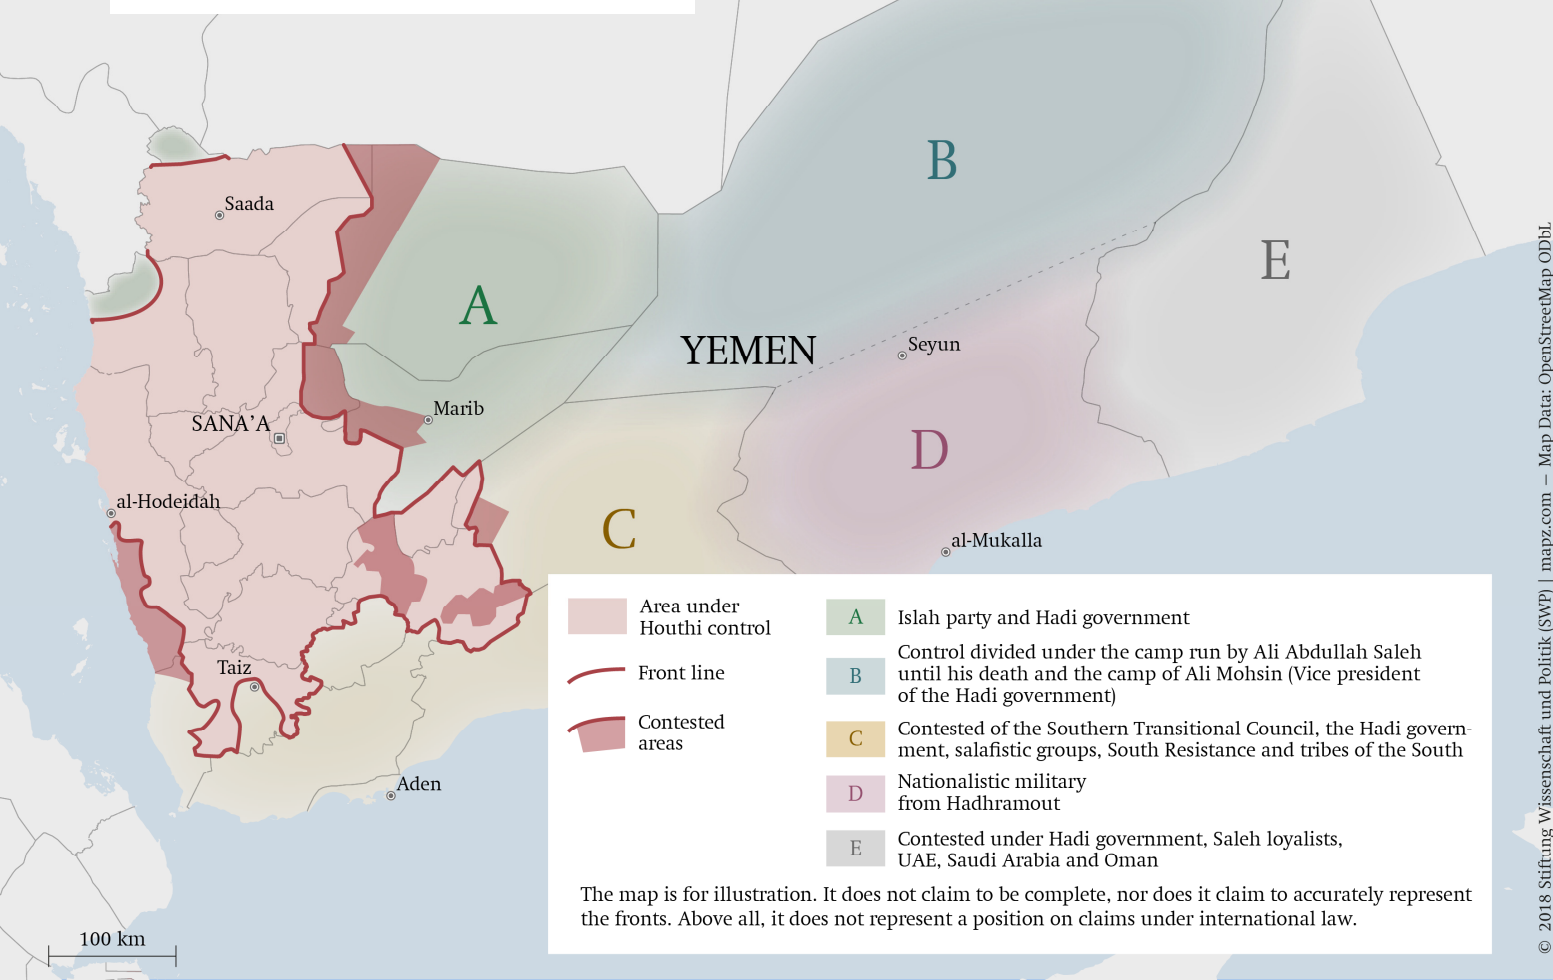 B
E
Saada
A
YEMEN
Seyun
Marib
SANA’A
D
al-Hodeidah
C
al-Mukalla
Taiz
Aden
100 km
Area under
Houthi control
Front line
Contested
areas
A
Islah party and Hadi government
B
Control divided under the camp run by Ali Abdullah Saleh
until his death and the camp of Ali Mohsin (Vice president
of the Hadi government)
C
Contested of the Southern Transitional Council, the Hadi govern-
ment, salafistic groups, South Resistance and tribes of the South
D
Nationalistic military
from Hadhramout
E
Contested under Hadi government, Saleh loyalists,
UAE, Saudi Arabia and Oman
The map is for illustration. It does not claim to be complete, nor does it claim to accurately represent
the fronts. Above all, it does not represent a position on claims under international law.
© 2018 Stiftung Wissenschaft und Politik (SWP) | mapz.com – Map Data: OpenStreetMap ODbL